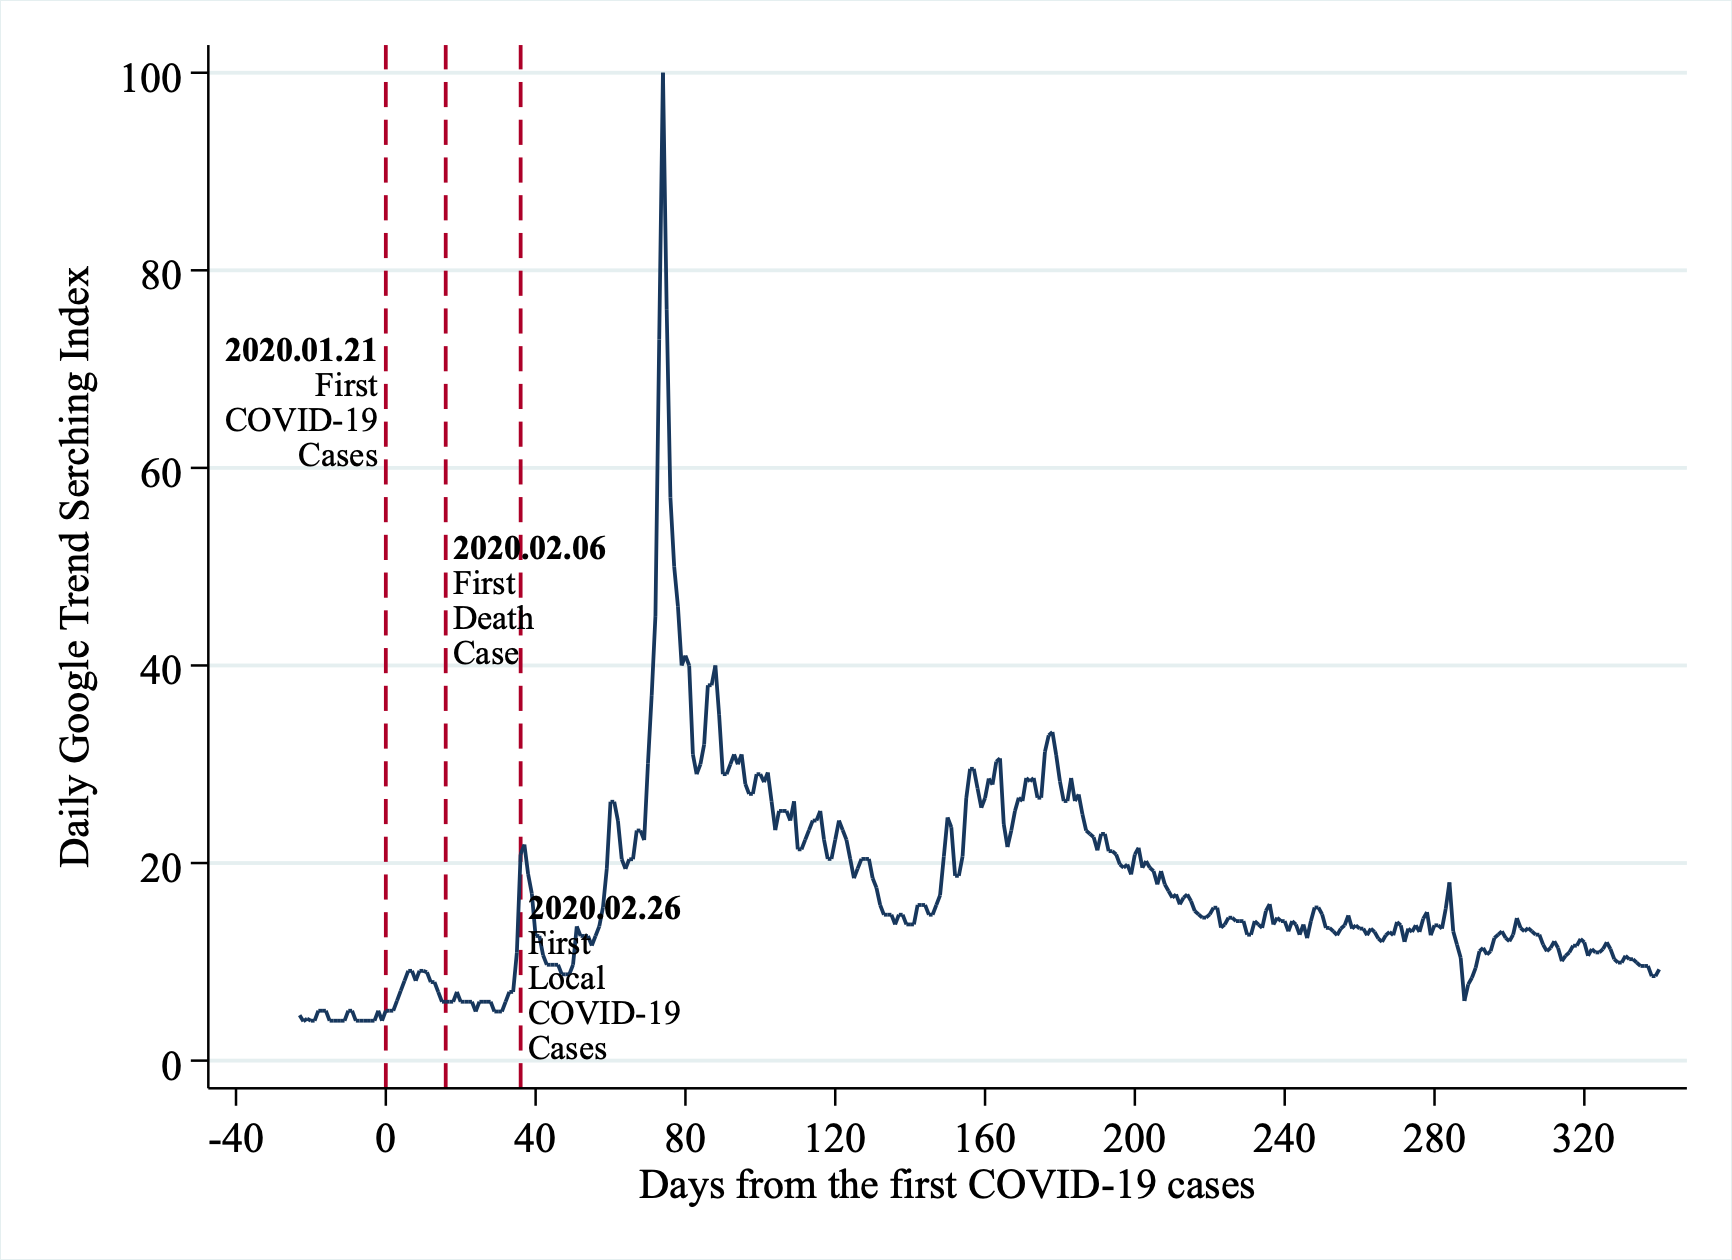 Daily Google Trend Serching Index
100
80
60
40
20
0
2020.01.21
First
COVID-19
Cases
2020.02.06
First
Death
Case
2020.02.26
First
Local
COVID-19
Cases
-40 0 40 80 120 160 200 240 280 320
Days from the first COVID-19 cases